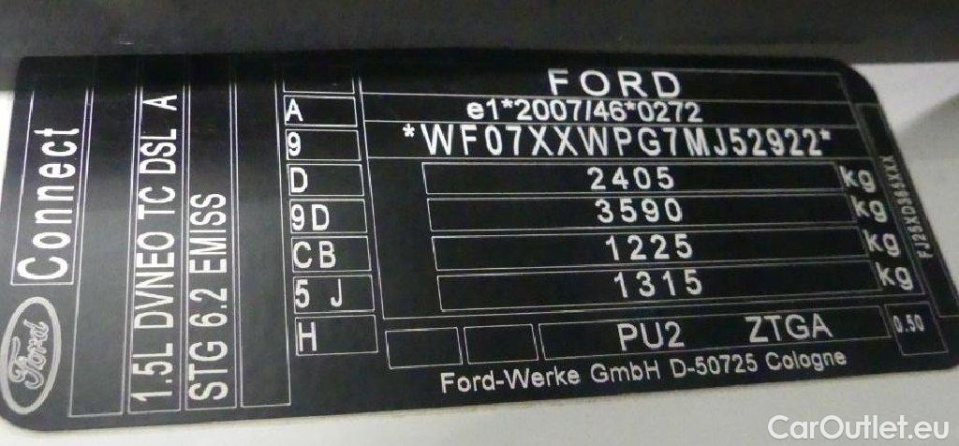 Ford
Connect
1.5L DVNEO TC DSL A
STG 6.2 EMISS
A
9
D
9D
CB
5 J
H
FORD
e1*2007/46*0272
*WF07XXWPG7MJ52922*
2405 kg
3590 kg
1225 kg
1315 kg
PU2 ZTGA
0.50
Ford-Werke GmbH D-50725 Cologne
CarOutlet.eu